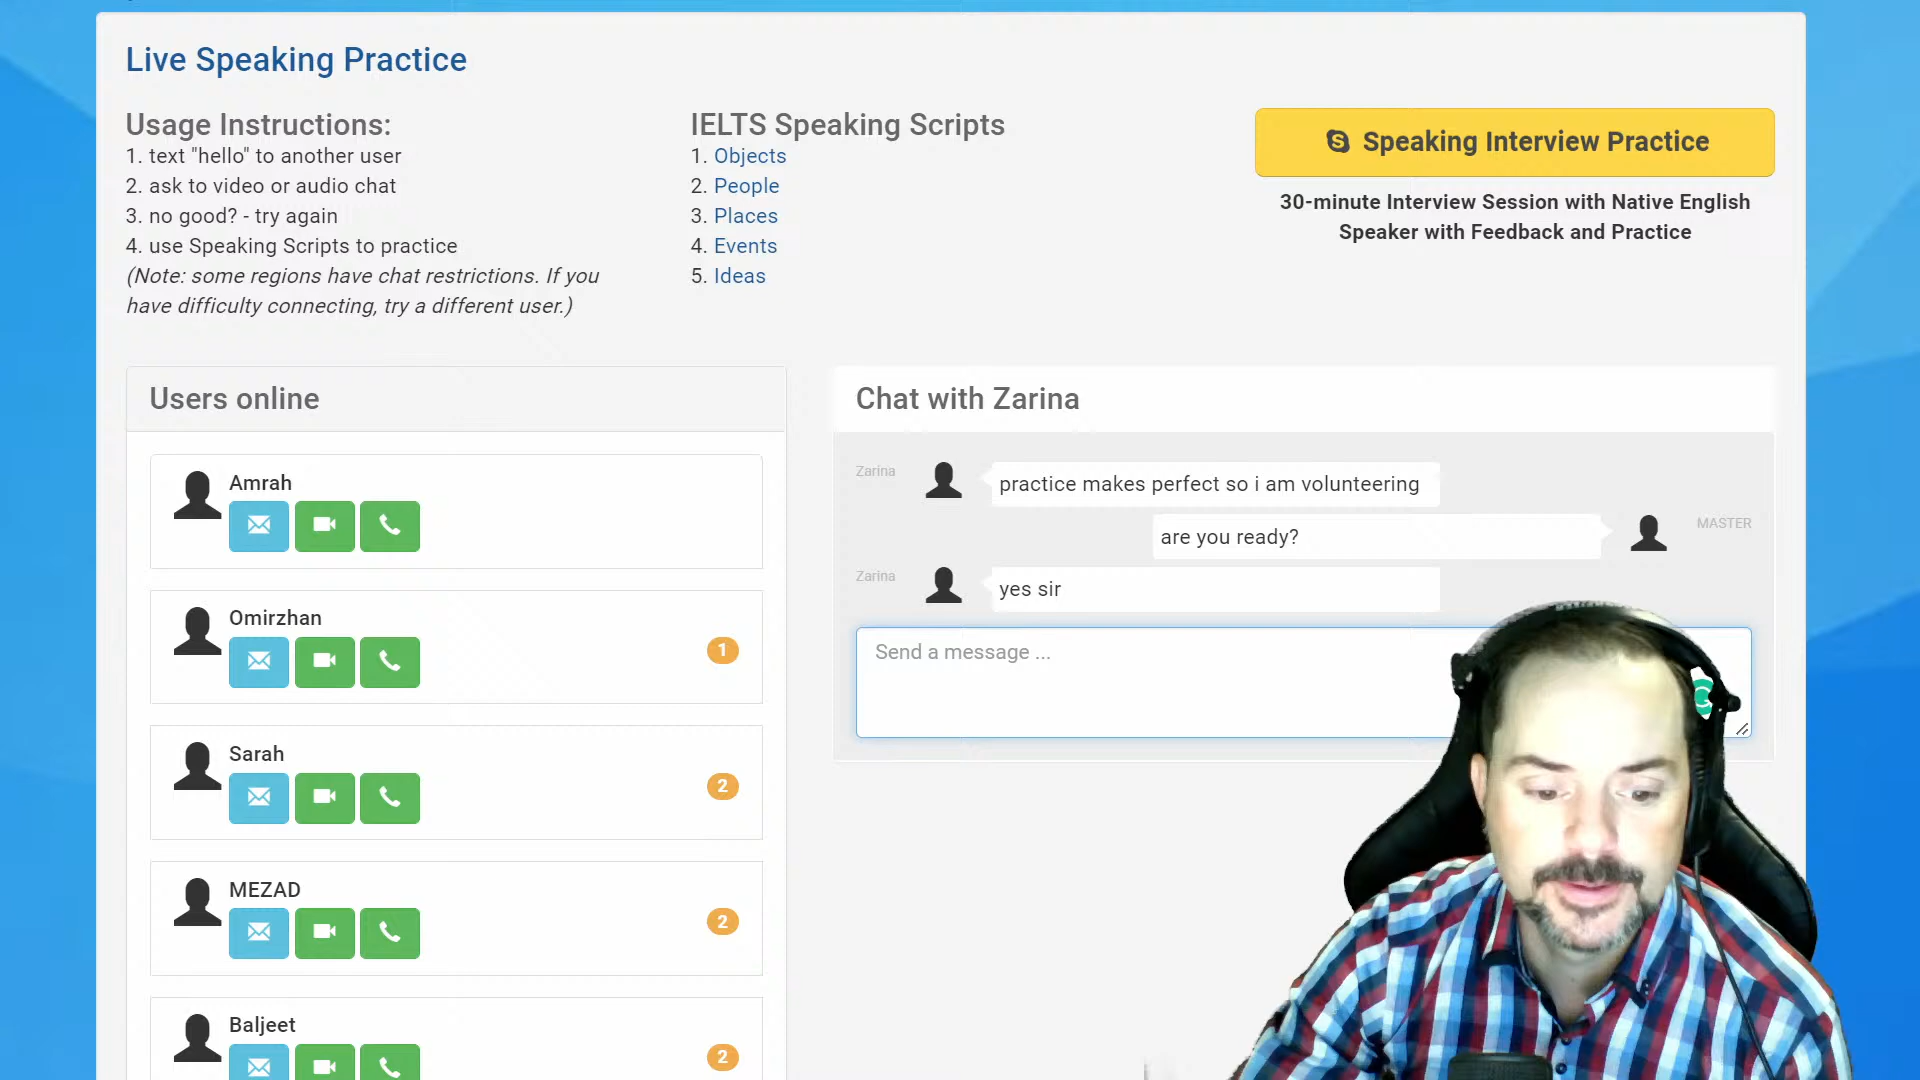 Live Speaking Practice
Usage Instructions:
1. text "hello" to another user
2. ask to video or audio chat
3. no good? - try again
4. use Speaking Scripts to practice
(Note: some regions have chat restrictions. If you
have difficulty connecting, try a different user.)
IELTS Speaking Scripts
1. Objects
2. People
3. Places
4. Events
5. Ideas
Speaking Interview Practice
30-minute Interview Session with Native English
Speaker with Feedback and Practice
Users online
Amrah
Omirzhan
1
Sarah
2
MEZAD
2
Baljeet
2
Chat with Zarina
Zarina
practice makes perfect so i am volunteering
are you ready?
MASTER
Zarina
yes sir
Send a message ...